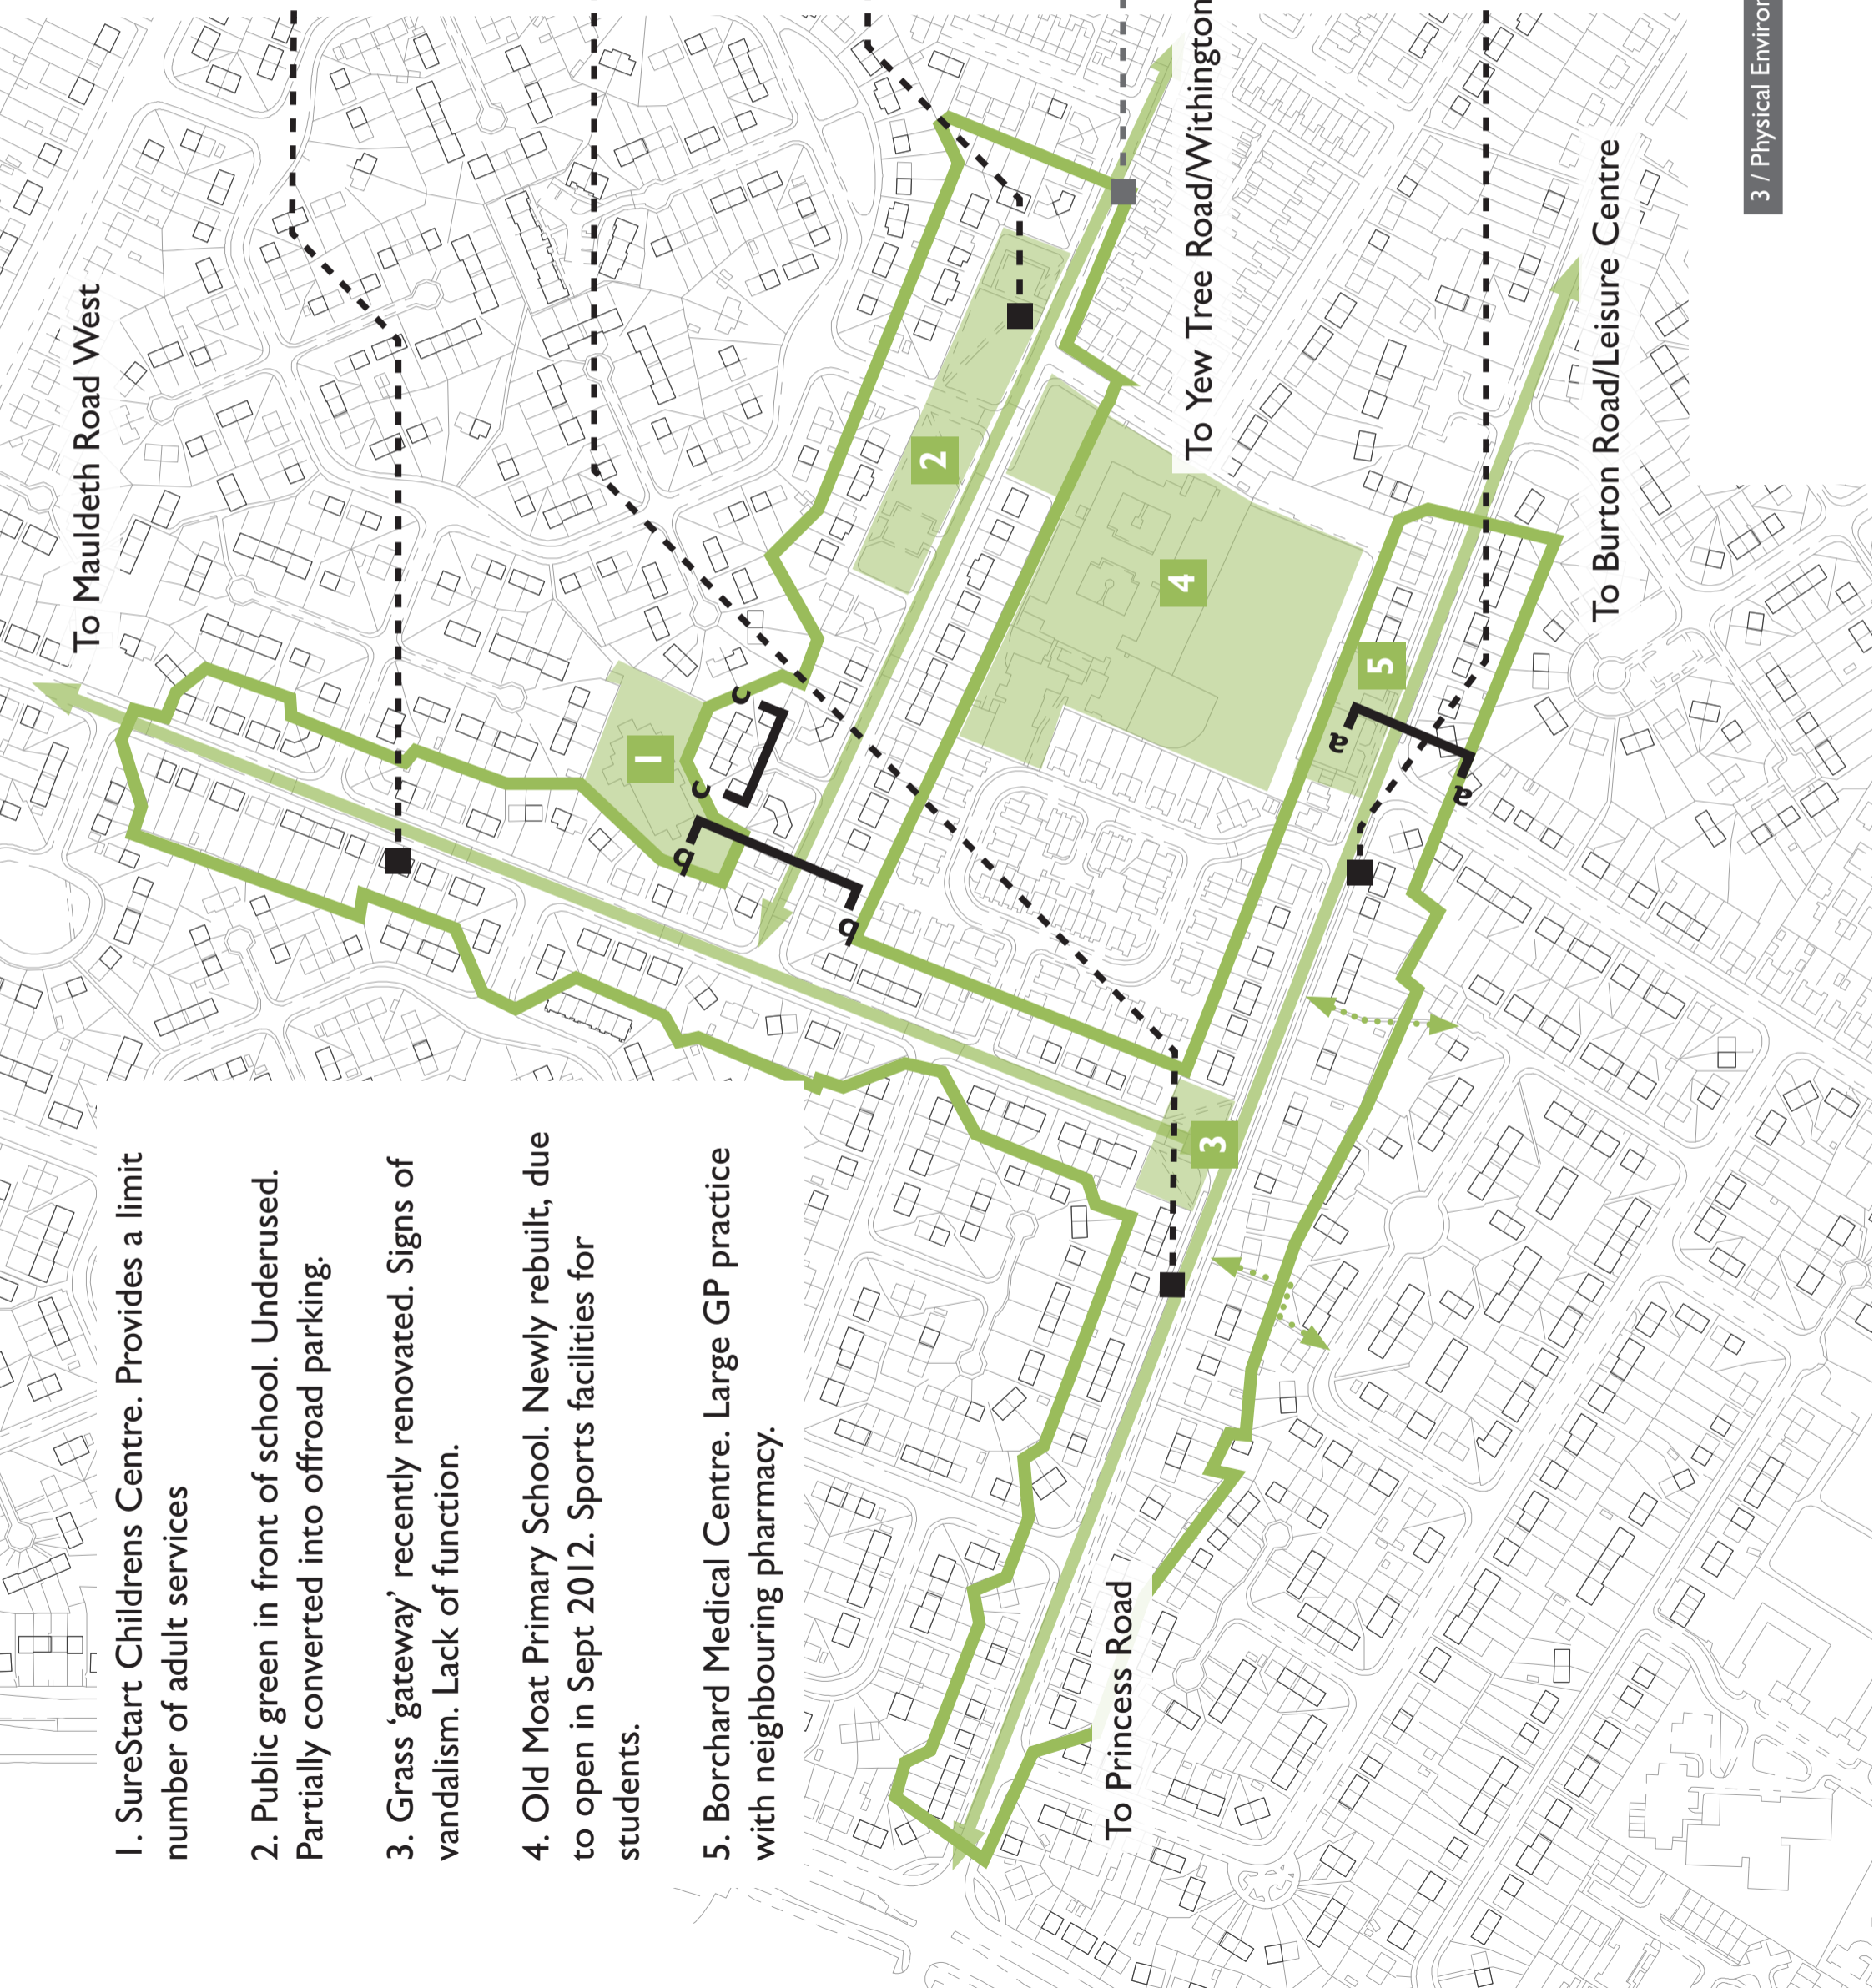 1. SureStart Childrens Centre. Provides a limit
number of adult services
2. Public green in front of school. Underused.
Partially converted into offroad parking.
3. Grass ‘gateway’ recently renovated. Signs of
vandalism. Lack of function.
4. Old Moat Primary School. Newly rebuilt, due
to open in Sept 2012. Sports facilities for
students.
5. Borchard Medical Centre. Large GP practice
with neighbouring pharmacy.
To Mauldeth Road West
To Yew Tree Road/Withington
To Burton Road/Leisure Centre
To Princess Road
1
2
3
4
5
a
a
b
b
c
c
3 / Physical Environ